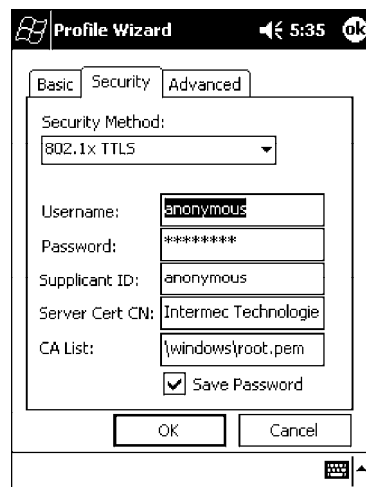 Profile Wizard 5:35 ok
Basic Security Advanced
Security Method:
802.1x TTLS
Username: anonymous
Password: ********
Supplicant ID: anonymous
Server Cert CN: Intermec Technologie
CA List: \windows\root.pem
Save Password
OK Cancel